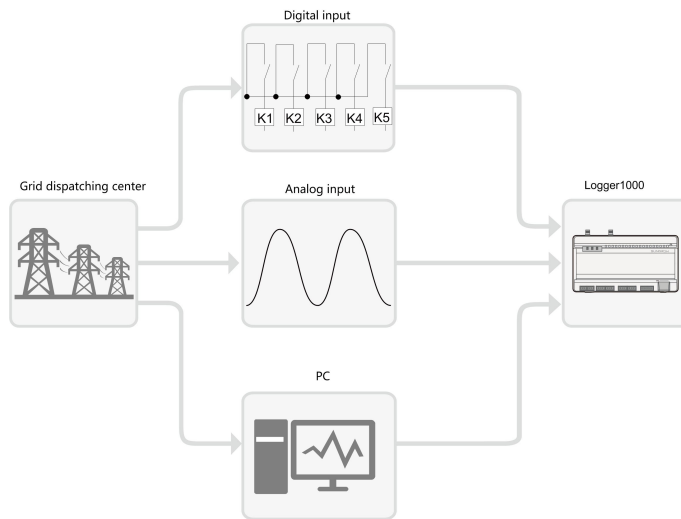 Digital input
K1 K2 K3 K4 K5
Grid dispatching center
Analog input
Logger1000
PC